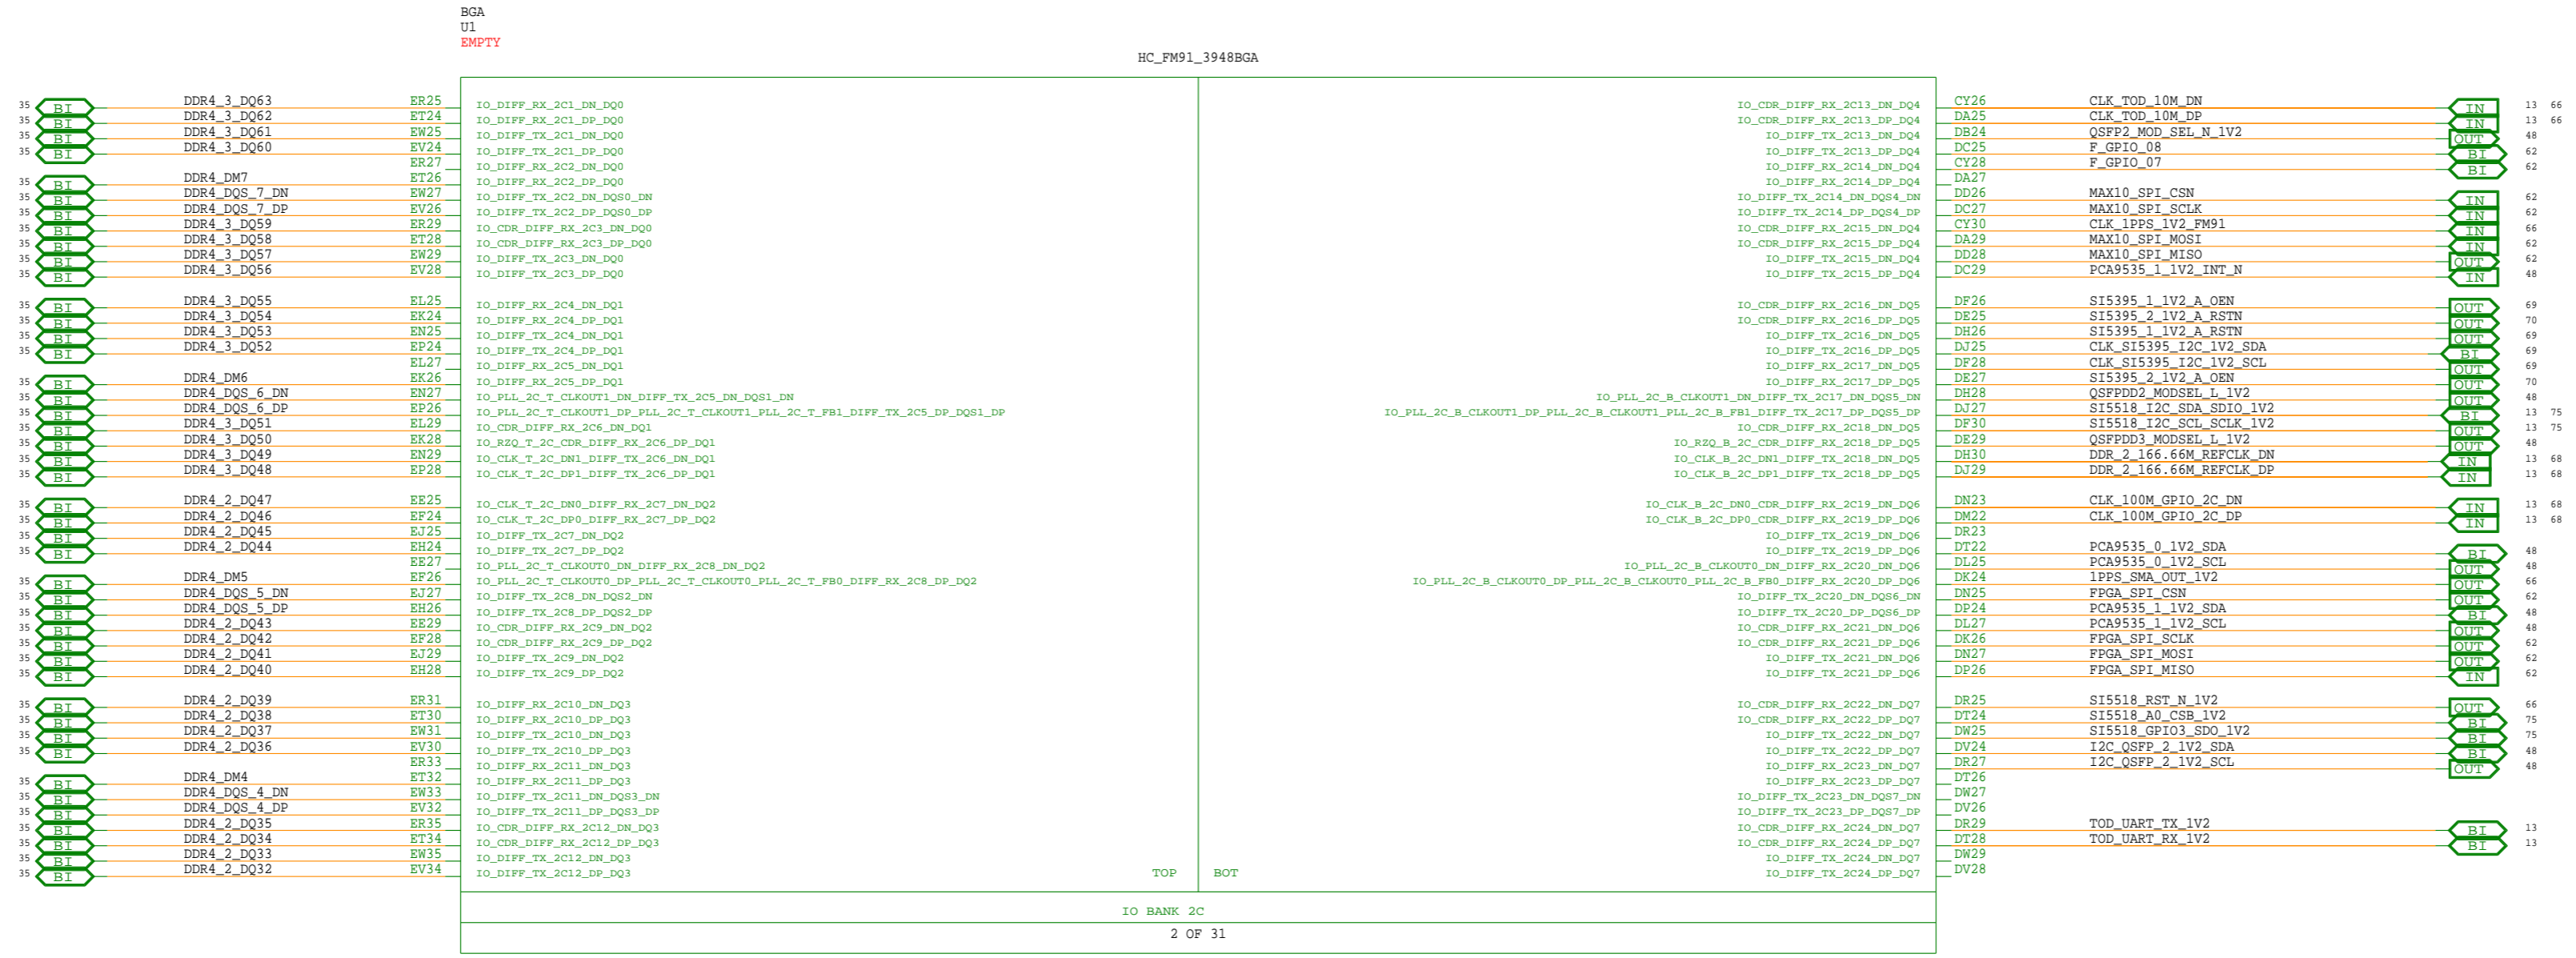 BGA
U1
EMPTY
HC_FM91_3948BGA
35 BI DDR4_3_DQ63 ER25 IO_DIFF_RX_2C1_DN_DQ0 IO_CDR_DIFF_RX_2C13_DN_DQ4 CY26 CLK_TOD_10M_DN IN 13 66
35 BI DDR4_3_DQ62 ET24 IO_DIFF_RX_2C1_DP_DQ0 IO_CDR_DIFF_RX_2C13_DP_DQ4 DA25 CLK_TOD_10M_DP IN 13 66
35 BI DDR4_3_DQ61 EW25 IO_DIFF_TX_2C1_DN_DQ0 IO_DIFF_TX_2C13_DN_DQ4 DB24 QSFP2_MOD_SEL_N_1V2 OUT 48
35 BI DDR4_3_DQ60 EV24 IO_DIFF_TX_2C1_DP_DQ0 IO_DIFF_TX_2C13_DP_DQ4 DC25 F_GPIO_08 BI 62
ER27 IO_DIFF_RX_2C2_DN_DQ0 IO_DIFF_RX_2C14_DN_DQ4 CY28 F_GPIO_07 BI 62
35 BI DDR4_DM7 ET26 IO_DIFF_RX_2C2_DP_DQ0 IO_DIFF_RX_2C14_DP_DQ4 DA27
35 BI DDR4_DQS_7_DN EW27 IO_DIFF_TX_2C2_DN_DQS0_DN IO_DIFF_TX_2C14_DN_DQS4_DN DD26 MAX10_SPI_CSN IN 62
35 BI DDR4_DQS_7_DP EV26 IO_DIFF_TX_2C2_DP_DQS0_DP IO_DIFF_TX_2C14_DP_DQS4_DP DC27 MAX10_SPI_SCLK IN 62
35 BI DDR4_3_DQ59 ER29 IO_CDR_DIFF_RX_2C3_DN_DQ0 IO_CDR_DIFF_RX_2C15_DN_DQ4 CY30 CLK_1PPS_1V2_FM91 IN 66
35 BI DDR4_3_DQ58 ET28 IO_CDR_DIFF_RX_2C3_DP_DQ0 IO_CDR_DIFF_RX_2C15_DP_DQ4 DA29 MAX10_SPI_MOSI IN 62
35 BI DDR4_3_DQ57 EW29 IO_DIFF_TX_2C3_DN_DQ0 IO_DIFF_TX_2C15_DN_DQ4 DD28 MAX10_SPI_MISO OUT 62
35 BI DDR4_3_DQ56 EV28 IO_DIFF_TX_2C3_DP_DQ0 IO_DIFF_TX_2C15_DP_DQ4 DC29 PCA9535_1_1V2_INT_N IN 48
35 BI DDR4_3_DQ55 EL25 IO_DIFF_RX_2C4_DN_DQ1 IO_CDR_DIFF_RX_2C16_DN_DQ5 DF26 SI5395_1_1V2_A_OEN OUT 69
35 BI DDR4_3_DQ54 EK24 IO_DIFF_RX_2C4_DP_DQ1 IO_CDR_DIFF_RX_2C16_DP_DQ5 DE25 SI5395_2_1V2_A_RSTN OUT 70
35 BI DDR4_3_DQ53 EN25 IO_DIFF_TX_2C4_DN_DQ1 IO_DIFF_TX_2C16_DN_DQ5 DH26 SI5395_1_1V2_A_RSTN OUT 69
35 BI DDR4_3_DQ52 EP24 IO_DIFF_TX_2C4_DP_DQ1 IO_DIFF_TX_2C16_DP_DQ5 DJ25 CLK_SI5395_I2C_1V2_SDA BI 69
EL27 IO_DIFF_RX_2C5_DN_DQ1 IO_DIFF_RX_2C17_DN_DQ5 DF28 CLK_SI5395_I2C_1V2_SCL OUT 69
35 BI DDR4_DM6 EK26 IO_DIFF_RX_2C5_DP_DQ1 IO_DIFF_RX_2C17_DP_DQ5 DE27 SI5395_2_1V2_A_OEN OUT 70
35 BI DDR4_DQS_6_DN EN27 IO_PLL_2C_T_CLKOUT1_DN_DIFF_TX_2C5_DN_DQS1_DN IO_PLL_2C_B_CLKOUT1_DN_DIFF_TX_2C17_DN_DQS5_DN DH28 QSFPDD2_MODSEL_L_1V2 OUT 48
35 BI DDR4_DQS_6_DP EP26 IO_PLL_2C_T_CLKOUT1_DP_PLL_2C_T_CLKOUT1_PLL_2C_T_FB1_DIFF_TX_2C5_DP_DQS1_DP IO_PLL_2C_B_CLKOUT1_DP_PLL_2C_B_CLKOUT1_PLL_2C_B_FB1_DIFF_TX_2C17_DP_DQS5_DP DJ27 SI5518_I2C_SDA_SDIO_1V2 BI 13 75
35 BI DDR4_3_DQ51 EL29 IO_CDR_DIFF_RX_2C6_DN_DQ1 IO_CDR_DIFF_RX_2C18_DN_DQ5 DF30 SI5518_I2C_SCL_SCLK_1V2 OUT 13 75
35 BI DDR4_3_DQ50 EK28 IO_RZQ_T_2C_CDR_DIFF_RX_2C6_DP_DQ1 IO_RZQ_B_2C_CDR_DIFF_RX_2C18_DP_DQ5 DE29 QSFPDD3_MODSEL_L_1V2 OUT 48
35 BI DDR4_3_DQ49 EN29 IO_CLK_T_2C_DN1_DIFF_TX_2C6_DN_DQ1 IO_CLK_B_2C_DN1_DIFF_TX_2C18_DN_DQ5 DH30 DDR_2_166.66M_REFCLK_DN IN 13 68
35 BI DDR4_3_DQ48 EP28 IO_CLK_T_2C_DP1_DIFF_TX_2C6_DP_DQ1 IO_CLK_B_2C_DP1_DIFF_TX_2C18_DP_DQ5 DJ29 DDR_2_166.66M_REFCLK_DP IN 13 68
35 BI DDR4_2_DQ47 EE25 IO_CLK_T_2C_DN0_DIFF_RX_2C7_DN_DQ2 IO_CLK_B_2C_DN0_CDR_DIFF_RX_2C19_DN_DQ6 DN23 CLK_100M_GPIO_2C_DN IN 13 68
35 BI DDR4_2_DQ46 EF24 IO_CLK_T_2C_DP0_DIFF_RX_2C7_DP_DQ2 IO_CLK_B_2C_DP0_CDR_DIFF_RX_2C19_DP_DQ6 DM22 CLK_100M_GPIO_2C_DP IN 13 68
35 BI DDR4_2_DQ45 EJ25 IO_DIFF_TX_2C7_DN_DQ2 IO_DIFF_TX_2C19_DN_DQ6 DR23
35 BI DDR4_2_DQ44 EH24 IO_DIFF_TX_2C7_DP_DQ2 IO_DIFF_TX_2C19_DP_DQ6 DT22 PCA9535_0_1V2_SDA BI 48
EE27 IO_PLL_2C_T_CLKOUT0_DN_DIFF_RX_2C8_DN_DQ2 IO_PLL_2C_B_CLKOUT0_DN_DIFF_RX_2C20_DN_DQ6 DL25 PCA9535_0_1V2_SCL OUT 48
35 BI DDR4_DM5 EF26 IO_PLL_2C_T_CLKOUT0_DP_PLL_2C_T_CLKOUT0_PLL_2C_T_FB0_DIFF_RX_2C8_DP_DQ2 IO_PLL_2C_B_CLKOUT0_DP_PLL_2C_B_CLKOUT0_PLL_2C_B_FB0_DIFF_RX_2C20_DP_DQ6 DK24 1PPS_SMA_OUT_1V2 OUT 66
35 BI DDR4_DQS_5_DN EJ27 IO_DIFF_TX_2C8_DN_DQS2_DN IO_DIFF_TX_2C20_DN_DQS6_DN DN25 FPGA_SPI_CSN OUT 62
35 BI DDR4_DQS_5_DP EH26 IO_DIFF_TX_2C8_DP_DQS2_DP IO_DIFF_TX_2C20_DP_DQS6_DP DP24 PCA9535_1_1V2_SDA BI 48
35 BI DDR4_2_DQ43 EE29 IO_CDR_DIFF_RX_2C9_DN_DQ2 IO_CDR_DIFF_RX_2C21_DN_DQ6 DL27 PCA9535_1_1V2_SCL OUT 48
35 BI DDR4_2_DQ42 EF28 IO_CDR_DIFF_RX_2C9_DP_DQ2 IO_CDR_DIFF_RX_2C21_DP_DQ6 DK26 FPGA_SPI_SCLK OUT 62
35 BI DDR4_2_DQ41 EJ29 IO_DIFF_TX_2C9_DN_DQ2 IO_DIFF_TX_2C21_DN_DQ6 DN27 FPGA_SPI_MOSI OUT 62
35 BI DDR4_2_DQ40 EH28 IO_DIFF_TX_2C9_DP_DQ2 IO_DIFF_TX_2C21_DP_DQ6 DP26 FPGA_SPI_MISO IN 62
35 BI DDR4_2_DQ39 ER31 IO_DIFF_RX_2C10_DN_DQ3 IO_CDR_DIFF_RX_2C22_DN_DQ7 DR25 SI5518_RST_N_1V2 OUT 66
35 BI DDR4_2_DQ38 ET30 IO_DIFF_RX_2C10_DP_DQ3 IO_CDR_DIFF_RX_2C22_DP_DQ7 DT24 SI5518_A0_CSB_1V2 BI 75
35 BI DDR4_2_DQ37 EW31 IO_DIFF_TX_2C10_DN_DQ3 IO_DIFF_TX_2C22_DN_DQ7 DW25 SI5518_GPIO3_SDO_1V2 BI 75
35 BI DDR4_2_DQ36 EV30 IO_DIFF_TX_2C10_DP_DQ3 IO_DIFF_TX_2C22_DP_DQ7 DV24 I2C_QSFP_2_1V2_SDA BI 48
ER33 IO_DIFF_RX_2C11_DN_DQ3 IO_DIFF_RX_2C23_DN_DQ7 DR27 I2C_QSFP_2_1V2_SCL OUT 48
35 BI DDR4_DM4 ET32 IO_DIFF_RX_2C11_DP_DQ3 IO_DIFF_RX_2C23_DP_DQ7 DT26
35 BI DDR4_DQS_4_DN EW33 IO_DIFF_TX_2C11_DN_DQS3_DN IO_DIFF_TX_2C23_DN_DQS7_DN DW27
35 BI DDR4_DQS_4_DP EV32 IO_DIFF_TX_2C11_DP_DQS3_DP IO_DIFF_TX_2C23_DP_DQS7_DP DV26
35 BI DDR4_2_DQ35 ER35 IO_CDR_DIFF_RX_2C12_DN_DQ3 IO_CDR_DIFF_RX_2C24_DN_DQ7 DR29 TOD_UART_TX_1V2 BI 13
35 BI DDR4_2_DQ34 ET34 IO_CDR_DIFF_RX_2C12_DP_DQ3 IO_CDR_DIFF_RX_2C24_DP_DQ7 DT28 TOD_UART_RX_1V2 BI 13
35 BI DDR4_2_DQ33 EW35 IO_DIFF_TX_2C12_DN_DQ3 IO_DIFF_TX_2C24_DN_DQ7 DW29
35 BI DDR4_2_DQ32 EV34 IO_DIFF_TX_2C12_DP_DQ3 TOP BOT IO_DIFF_TX_2C24_DP_DQ7 DV28
IO BANK 2C
2 OF 31